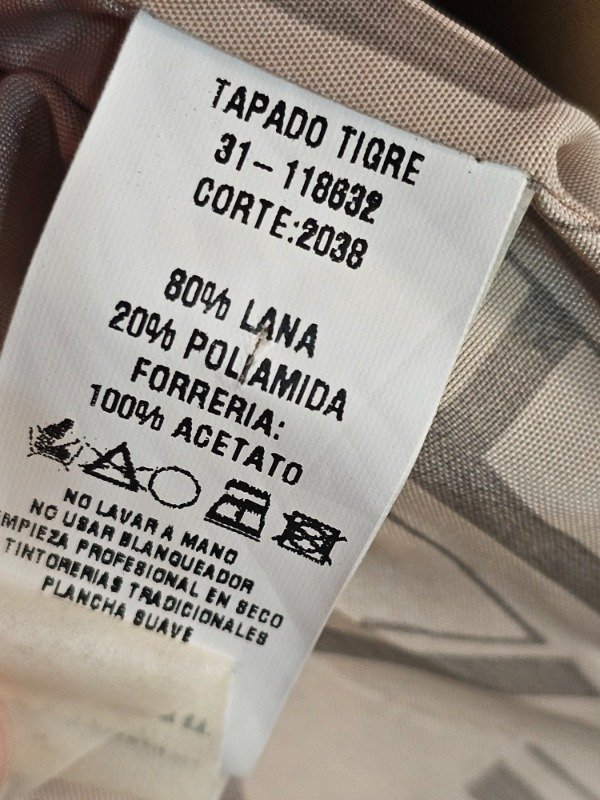 TAPADO TIGRE
31-118632
CORTE:2038
80% LANA
20% POLIAMIDA
FORRERIA:
100% ACETATO
NO LAVAR A MANO
NO USAR BLANQUEADOR
MPIEZA PROFESIONAL EN SECO
TINTORERIAS TRADICIONALES
PLANCHA SUAVE